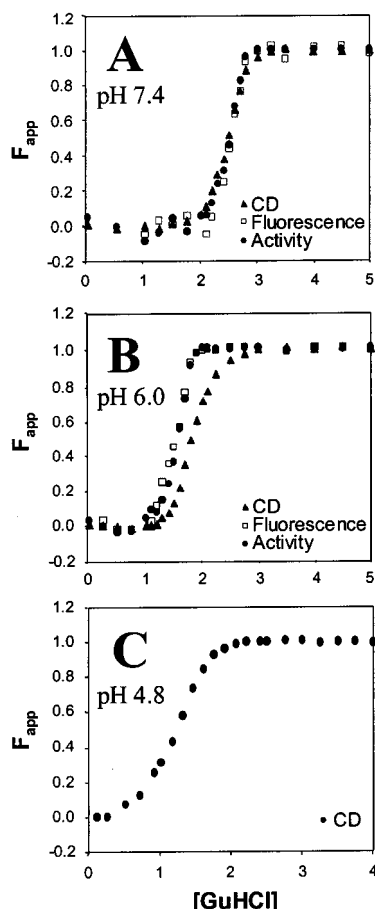 A
pH 7.4
F app
1.2
1.0
0.8
0.6
0.4
0.2
0.0
-0.2
▲ CD
□ Fluorescence
● Activity
0 1 2 3 4 5
B
pH 6.0
F app
1.2
1.0
0.8
0.6
0.4
0.2
0.0
-0.2
▲ CD
□ Fluorescence
● Activity
0 1 2 3 4 5
C
pH 4.8
F app
1.2
1.0
0.8
0.6
0.4
0.2
0.0
-0.2
● CD
0 1 2 3 4
[GuHCl]